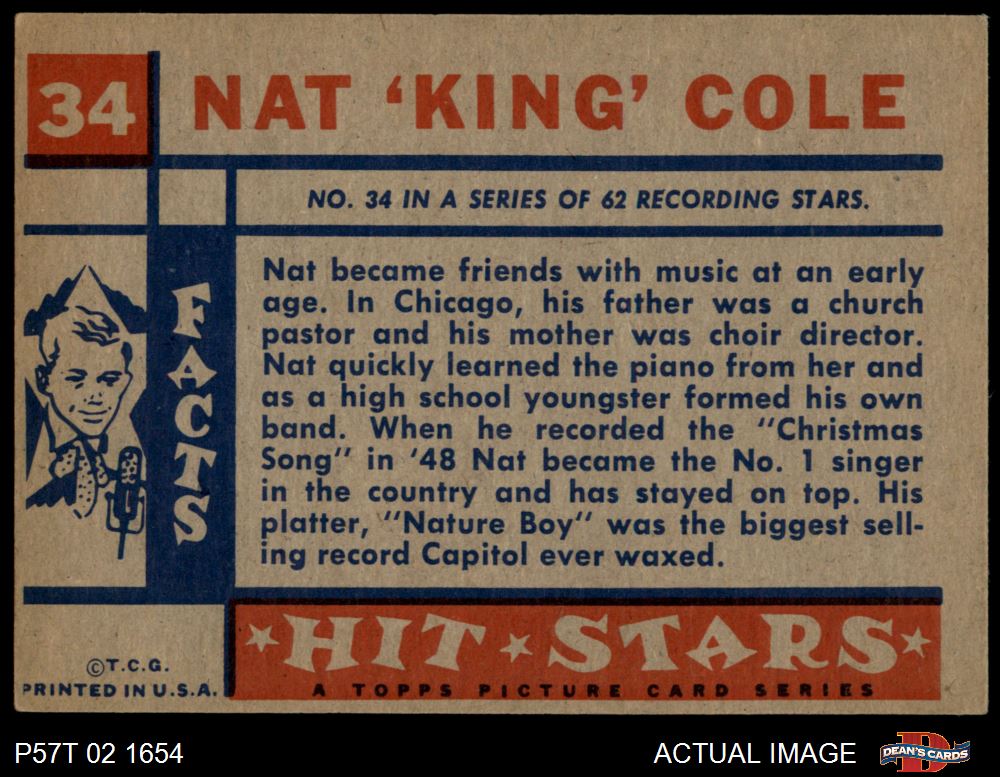 34
NAT ‘KING’ COLE
NO. 34 IN A SERIES OF 62 RECORDING STARS.
FACTS
Nat became friends with music at an early
age. In Chicago, his father was a church
pastor and his mother was choir director.
Nat quickly learned the piano from her and
as a high school youngster formed his own
band. When he recorded the “Christmas
Song” in ‘48 Nat became the No. 1 singer
in the country and has stayed on top. His
platter, “Nature Boy” was the biggest sell-
ing record Capitol ever waxed.
HIT STARS
A TOPPS PICTURE CARD SERIES
©T.C.G.
PRINTED IN U.S.A.
P57T 02 1654
ACTUAL IMAGE
D
DEAN'S CARDS